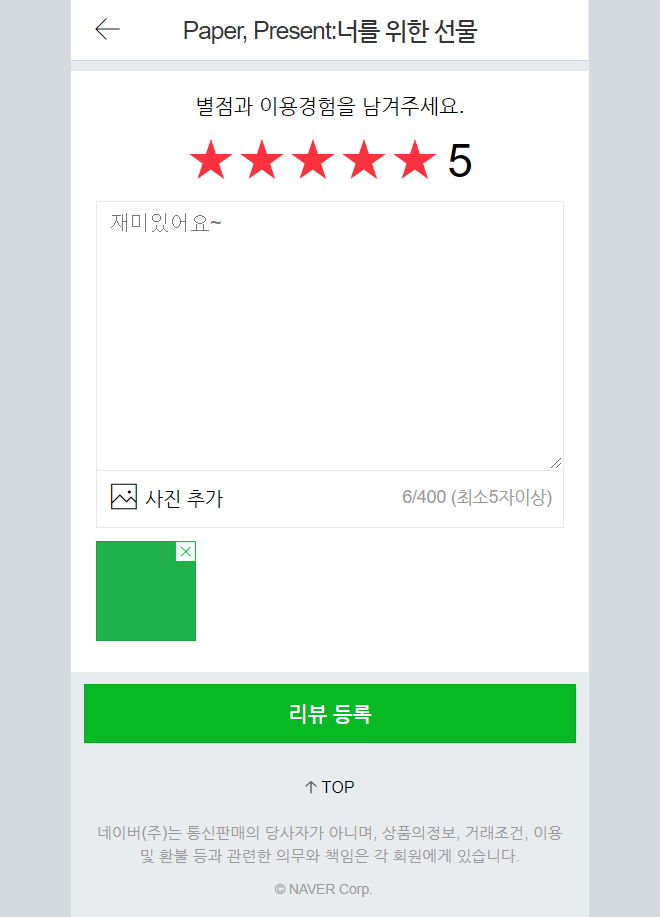 Paper, Present:너를 위한 선물
별점과 이용경험을 남겨주세요.
5
재미있어요~
사진 추가
6/400 (최소5자이상)
리뷰 등록
TOP
네이버(주)는 통신판매의 당사자가 아니며, 상품의정보, 거래조건, 이용
및 환불 등과 관련한 의무와 책임은 각 회원에게 있습니다.
© NAVER Corp.